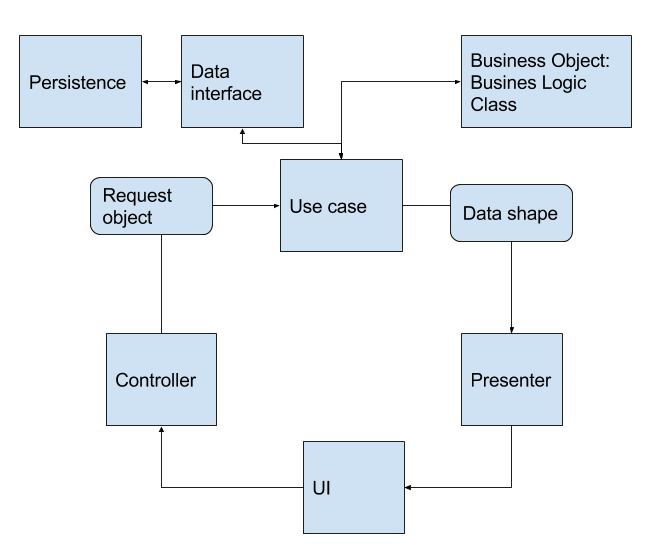 Persistence
Data
interface
Business Object:
Busines Logic
Class
Request
object
Use case
Data shape
Controller
Presenter
UI